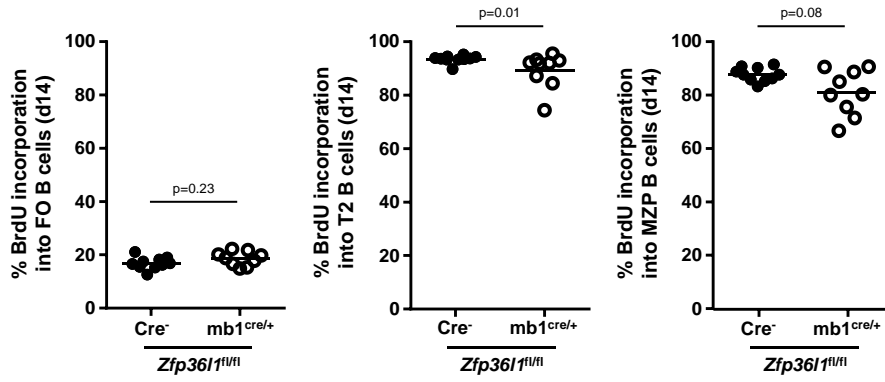 % BrdU incorporation
into FO B cells (d14)
100
80
60
40
20
0
p=0.23
Cre-
mb1cre/+
Zfp36l1fl/fl
% BrdU incorporation
into T2 B cells (d14)
100
80
60
40
20
0
p=0.01
Cre-
mb1cre/+
Zfp36l1fl/fl
% BrdU incorporation
into MZP B cells (d14)
100
80
60
40
20
0
p=0.08
Cre-
mb1cre/+
Zfp36l1fl/fl